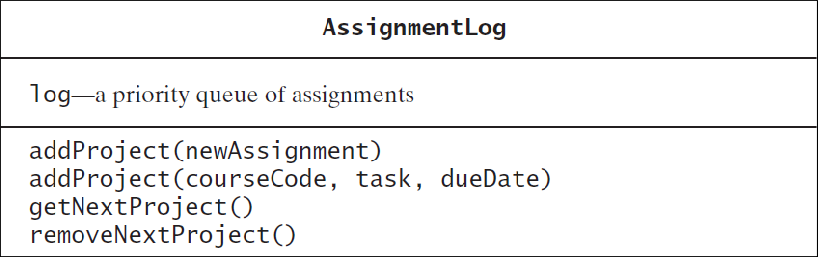 AssignmentLog
log—a priority queue of assignments
addProject(newAssignment)
addProject(courseCode, task, dueDate)
getNextProject()
removeNextProject()